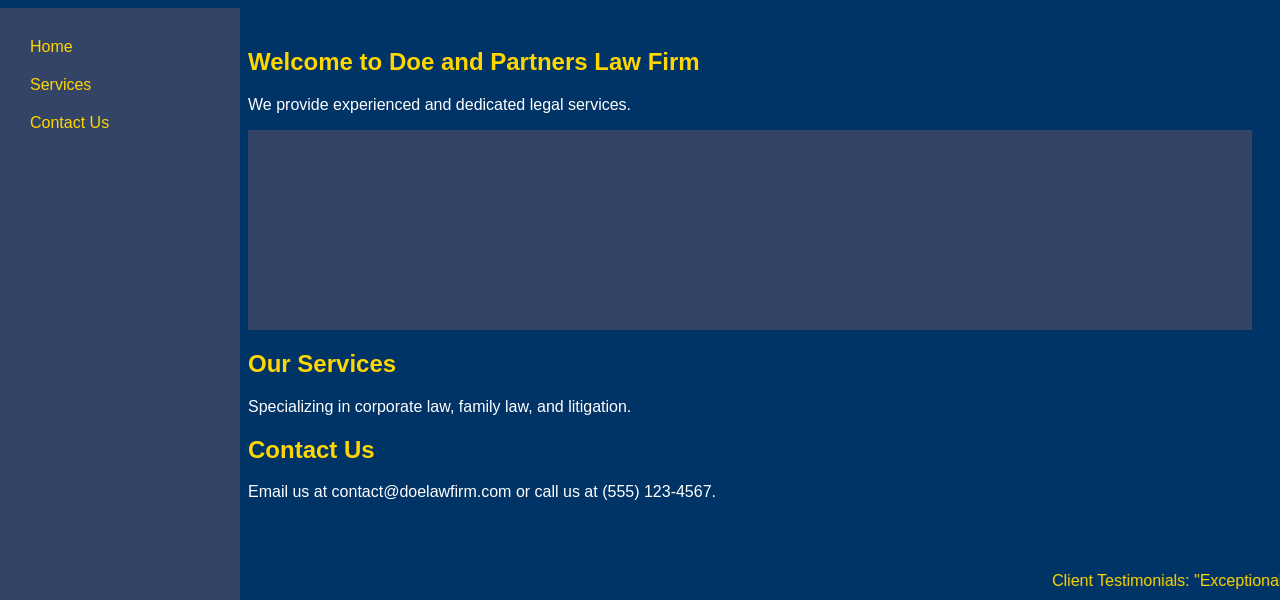 Home
Services
Contact Us
Welcome to Doe and Partners Law Firm
We provide experienced and dedicated legal services.
Our Services
Specializing in corporate law, family law, and litigation.
Contact Us
Email us at contact@doelawfirm.com or call us at (555) 123-4567.
Client Testimonials: "Exceptiona